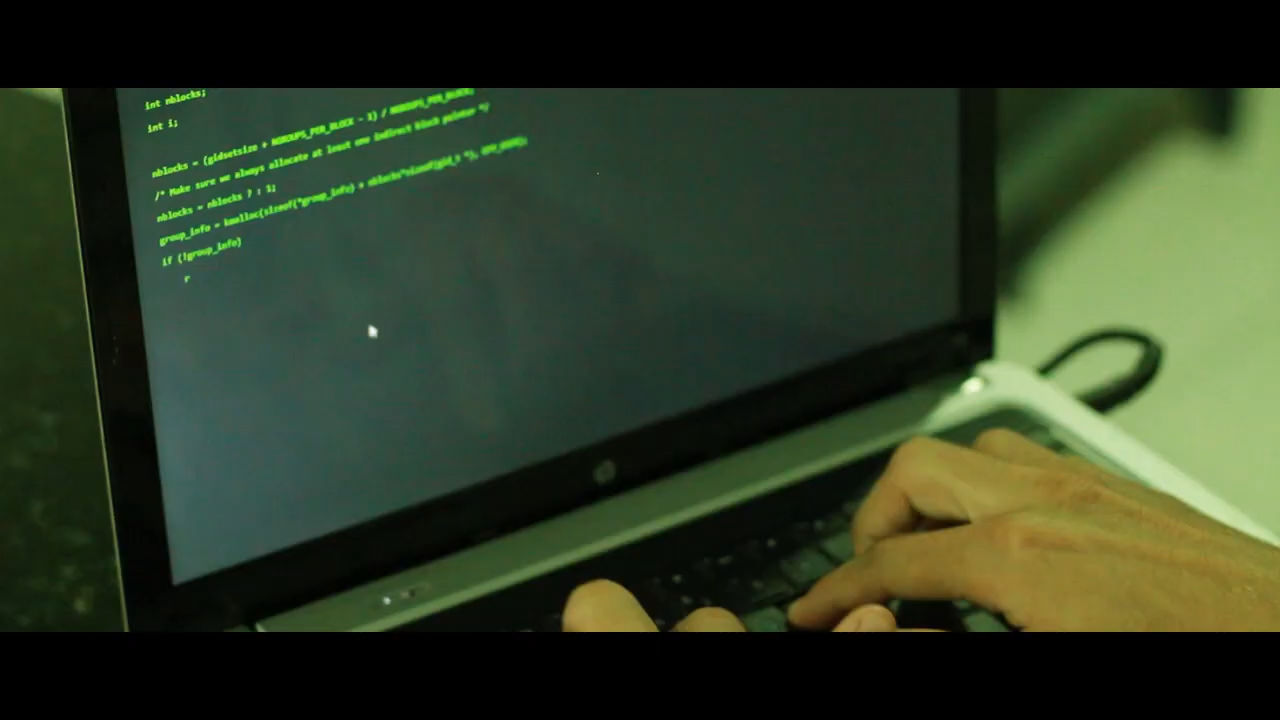 int nblocks;
int i;
nblocks = (gidsetsize + NGROUPS_PER_BLOCK - 1) / NGROUPS_PER_BLOCK;
/* Make sure we always allocate at least one indirect block pointer */
nblocks = nblocks ? : 1;
group_info = kmalloc(sizeof(*group_info) + nblocks*sizeof(gid_t *), GFP_USER);
if (!group_info)
r
hp